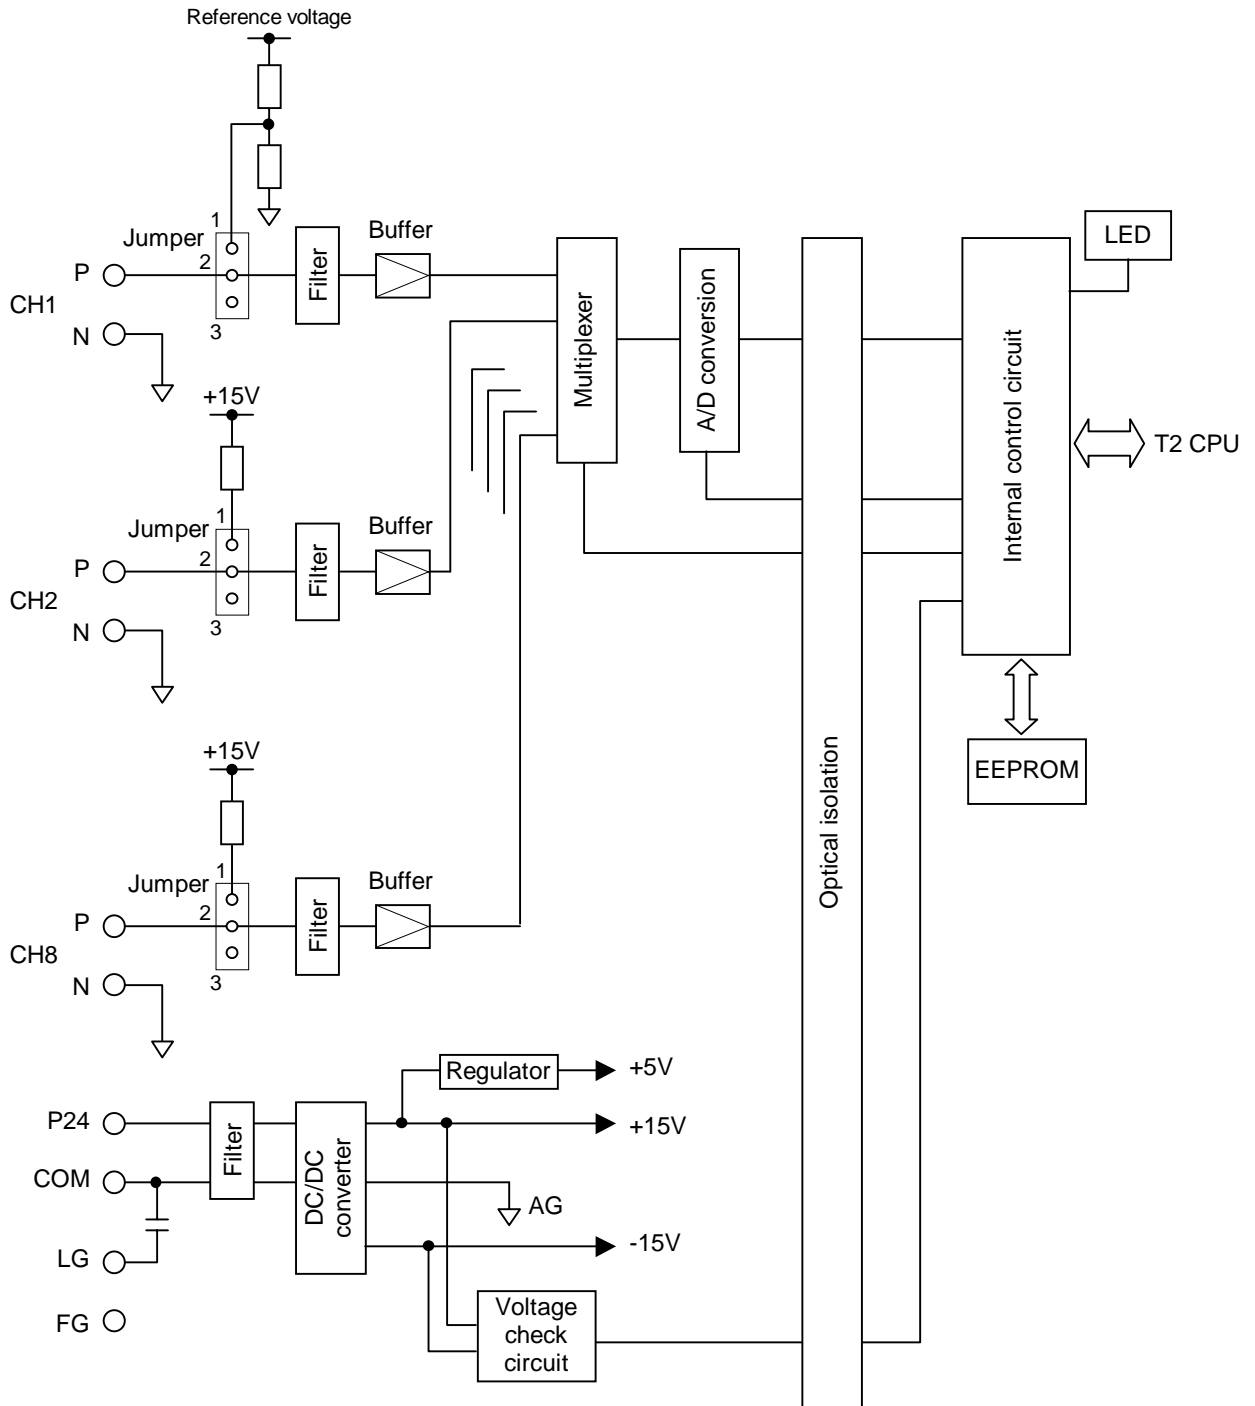 Reference voltage
1
Jumper
2
3
P
CH1
N
Filter
Buffer
Multiplexer
A/D conversion
Optical isolation
Internal control circuit
LED
T2 CPU
EEPROM
+15V
1
Jumper
2
3
P
CH2
N
Filter
Buffer
+15V
1
Jumper
2
3
P
CH8
N
Filter
Buffer
P24
COM
LG
FG
Filter
DC/DC
converter
Regulator
+5V
+15V
AG
-15V
Voltage
check
circuit